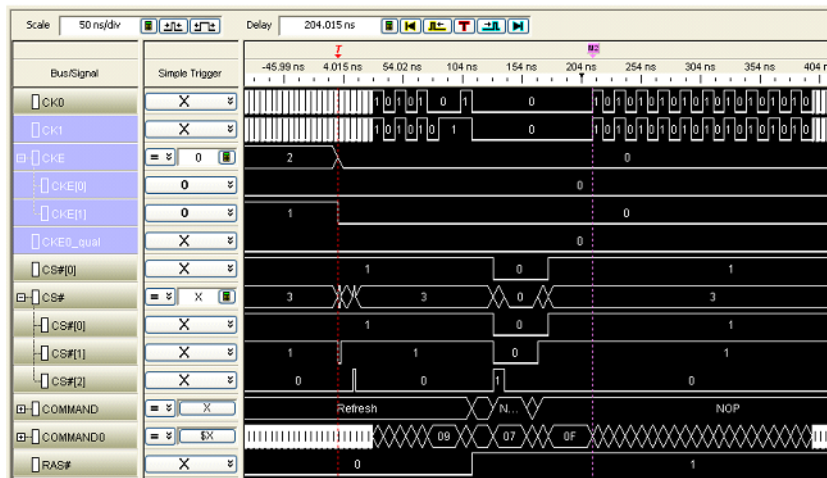 Scale 50 ns/div Delay 204.015 ns T
T M2
Bus/Signal Simple Trigger -45.99 ns 4.015 ns 54.02 ns 104 ns 154 ns 204 ns 254 ns 304 ns 354 ns 404 n
CK0 X 1 0 1 0 1 0 1 0 1 0 1 0 1 0 1 0 1 0 1 0 1 0 1 0 1 0
CK1 X 1 0 1 0 1 0 1 0 1 0 1 0 1 0 1 0 1 0 1 0 1 0 1 0 1 0
CKE = 0 2 0
CKE[0] 0 0
CKE[1] 0 1 0
CKE0_qual X 0
CS#[0] X 1 0 1
CS# = X 3 3 0 3
CS#[0] X 1 0 1
CS#[1] X 1 1 0 1
CS#[2] X 0 0 1 0
COMMAND = X Refresh N... NOP
COMMAND0 = $X 09 07 0F
RAS# X 0 1